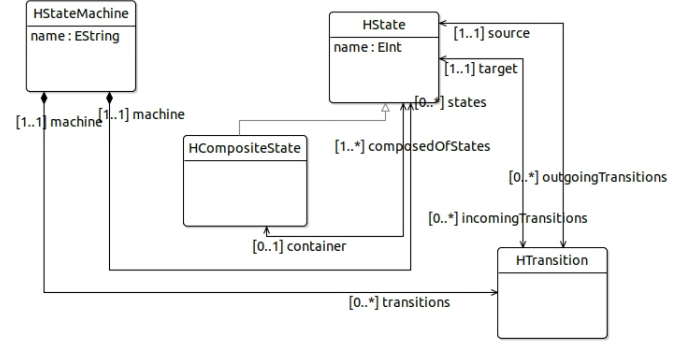 HStateMachine
name : EString
HState
name : EInt
[1..1] source
[1..1] target
[0..*] states
[1..1] machine
[1..1] machine
HCompositeState
[1..*] composedOfStates
[0..*] outgoingTransitions
[0..*] incomingTransitions
[0..1] container
HTransition
[0..*] transitions